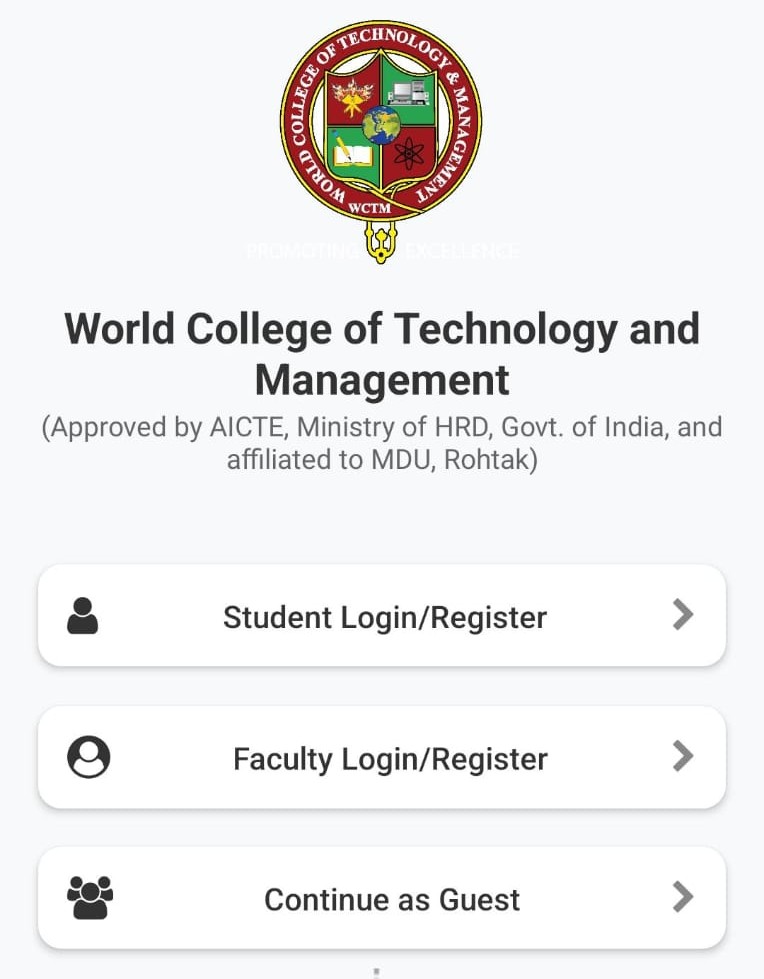 WORLD COLLEGE OF TECHNOLOGY & MANAGEMENT
WCTM
PROMOTING EXCELLENCE
World College of Technology and
Management
(Approved by AICTE, Ministry of HRD, Govt. of India, and
affiliated to MDU, Rohtak)
Student Login/Register
Faculty Login/Register
Continue as Guest